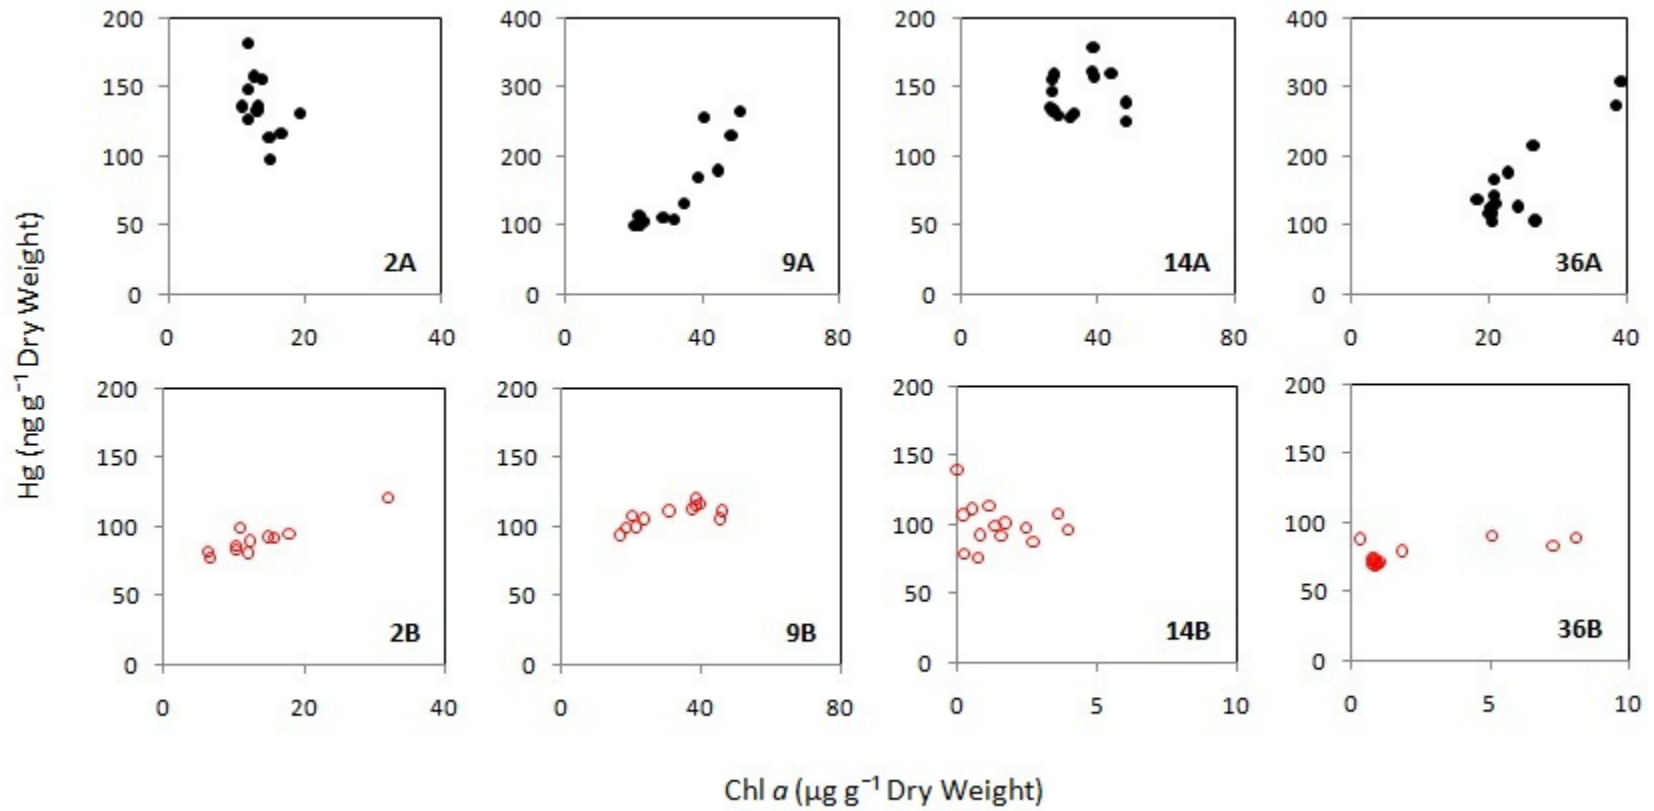 200 400 200 400
150 300 150 300
100 200 100 200
50 100 50 100
2A 9A 14A 36A
0 0 0 0
0 20 40 0 40 80 0 40 80 0 20 40
Hg (ng g⁻¹ Dry Weight)
200 200 200 200
150 150 150 150
100 100 100 100
50 50 50 50
2B 9B 14B 36B
0 0 0 0
0 20 40 0 40 80 0 5 10 0 5 10
Chl a (µg g⁻¹ Dry Weight)